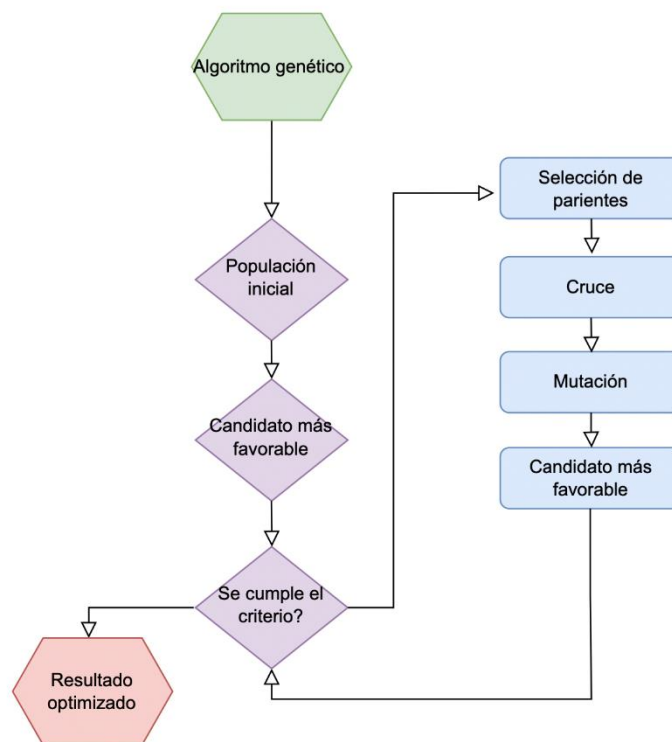 Algoritmo genético
Populación
inicial
Candidato más
favorable
Se cumple el
criterio?
Resultado
optimizado
Selección de
parientes
Cruce
Mutación
Candidato más
favorable